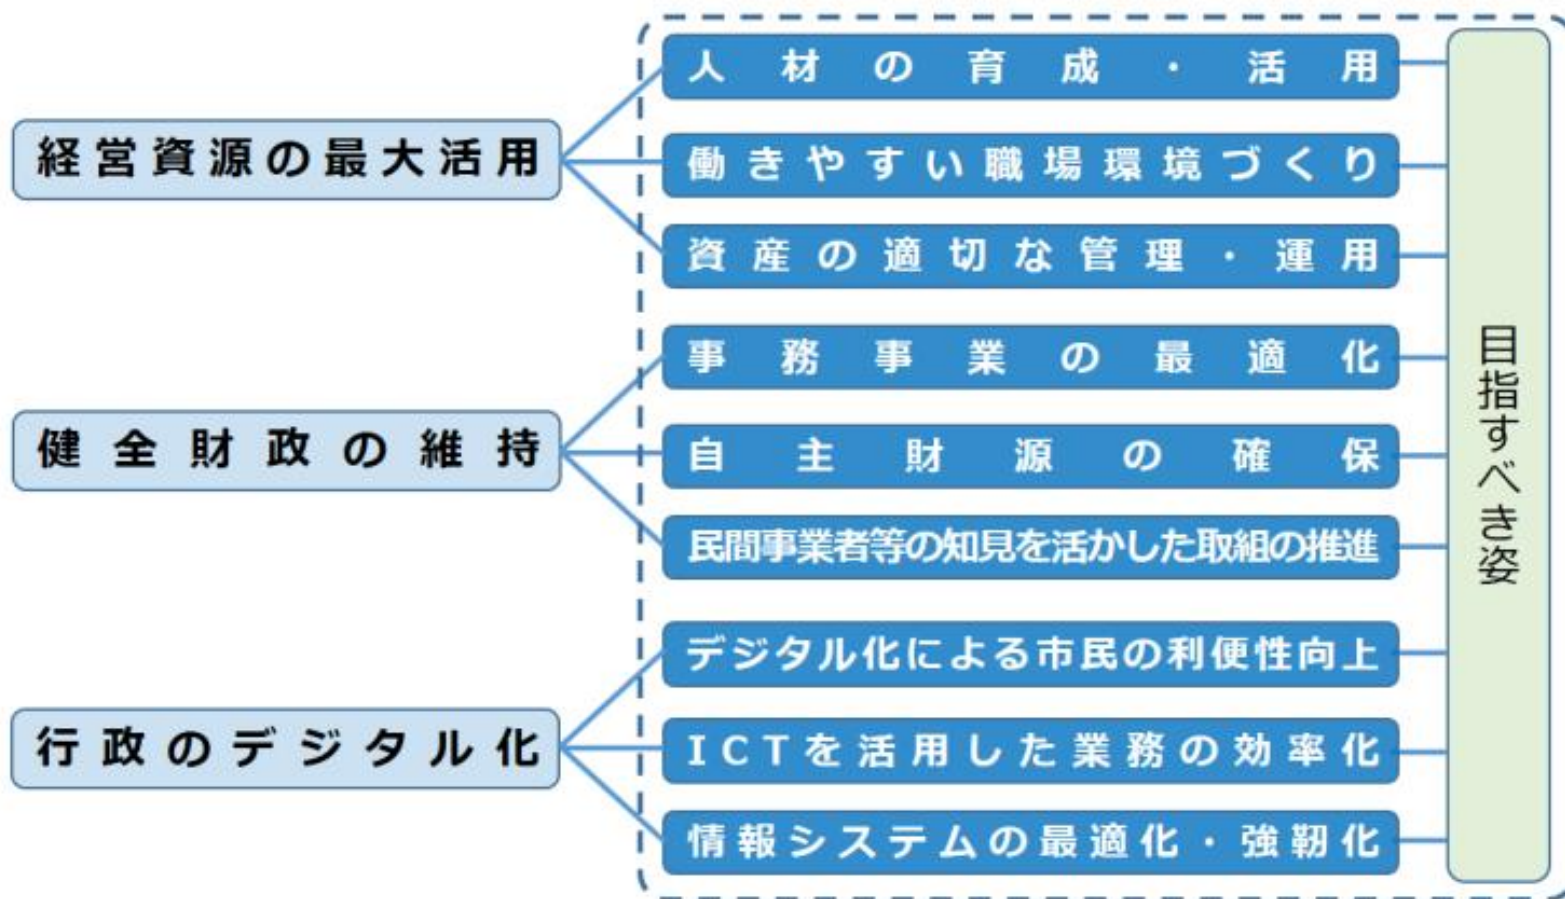 経営資源の最大活用
人材の育成・活用
働きやすい職場環境づくり
資産の適切な管理・運用
健全財政の維持
事務事業の最適化
自主財源の確保
民間事業者等の知見を活かした取組の推進
行政のデジタル化
デジタル化による市民の利便性向上
ICTを活用した業務の効率化
情報システムの最適化・強靭化
目指すべき姿